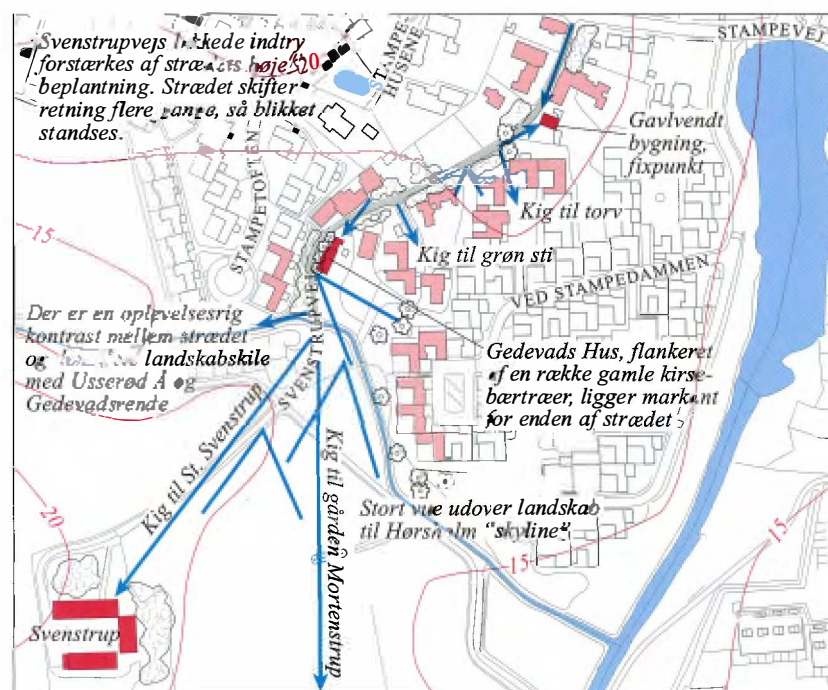 Svenstrupvejs lukkede indtry
forstærkes af strædets høje
beplantning. Strædet skifter
retning flere gange, så blikket
standses.
20
STAMPE-
HUSENE
STAMPEVEJ
Gavlvendt
bygning,
fixpunkt
STAMPETOFTEN
15
Kig til torv
Kig til grøn sti
VED STAMPEDAMMEN
Der er en oplevelsesrig
kontrast mellem strædet
og landskabskile
med Usserød Å og
Gedevadsrende
SVENSTRUPVEJ
Gedevads Hus, flankeret
af en række gamle kirse-
bærtræer, ligger markant
for enden af strædet
Kig til St. Svenstrup
Kig til gården Mortenstrup
Stort vue udover landskab
til Hørsholm "skyline"
20
15
15
Svenstrup